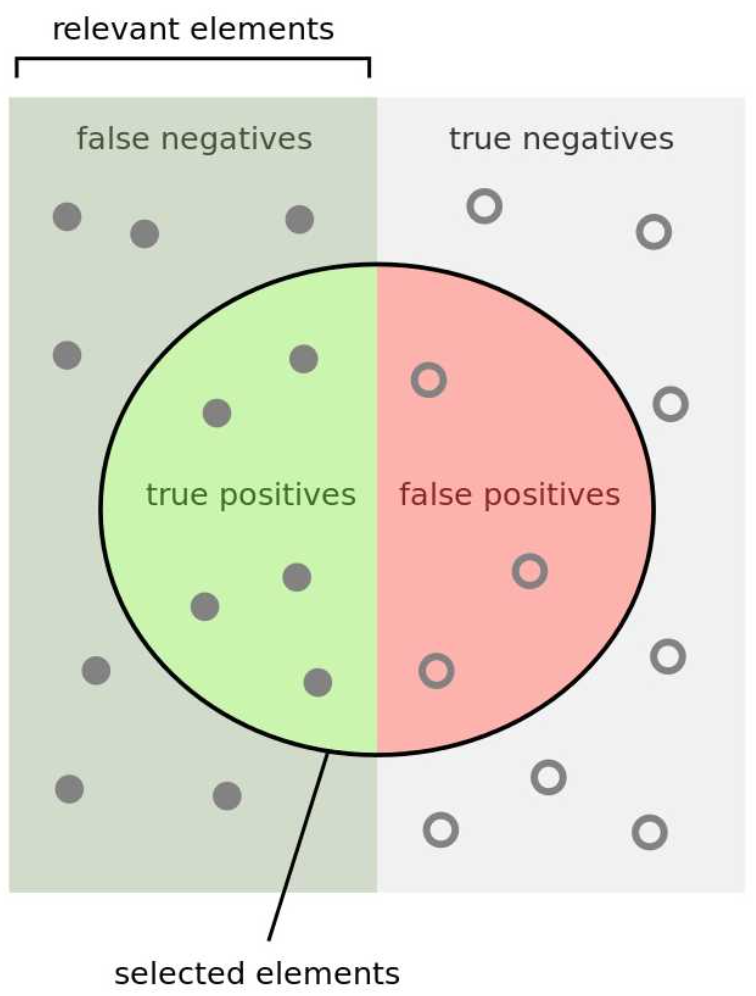 relevant elements
false negatives
true negatives
true positives
false positives
selected elements